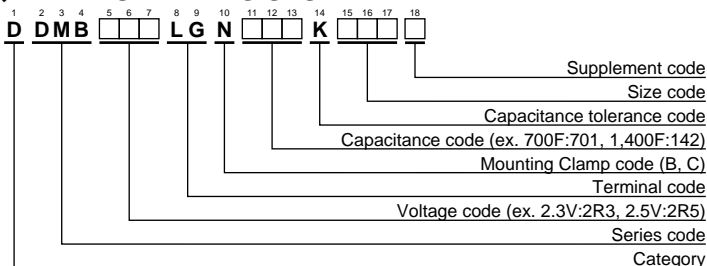 1 2 3 4 5 6 7 8 9 10 11 12 13 14 15 16 17 18
D DMB LG N K
Supplement code
Size code
Capacitance tolerance code
Capacitance code (ex. 700F:701, 1,400F:142)
Mounting Clamp code (B, C)
Terminal code
Voltage code (ex. 2.3V:2R3, 2.5V:2R5)
Series code
Category